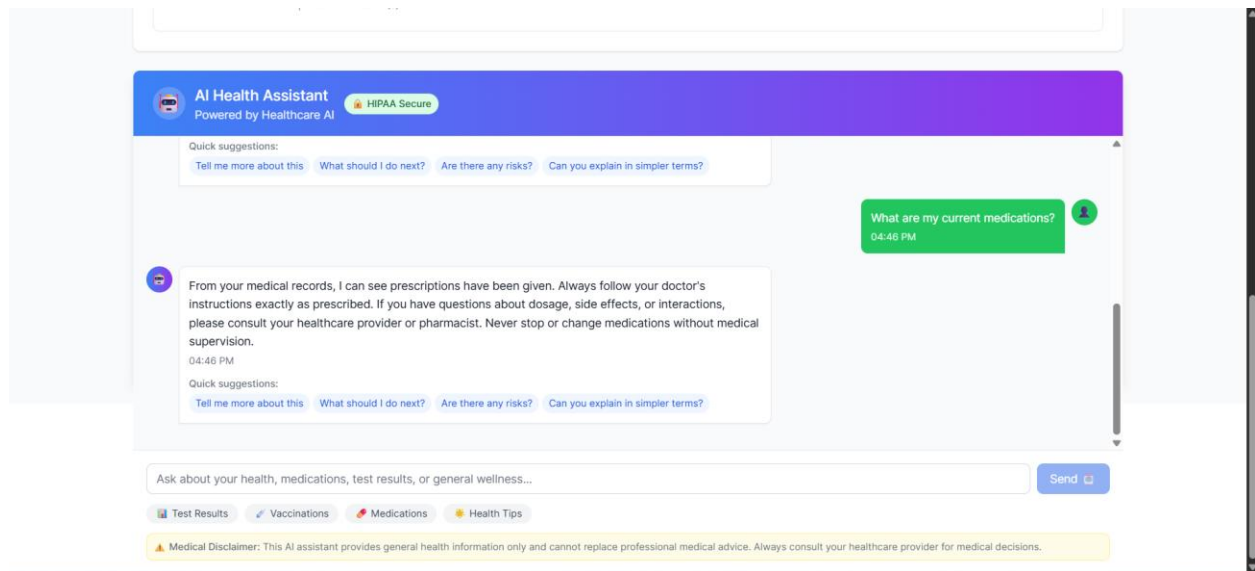 AI Health Assistant
HIPAA Secure
Powered by Healthcare AI
Quick suggestions:
Tell me more about this What should I do next? Are there any risks? Can you explain in simpler terms?
What are my current medications?
04:46 PM
From your medical records, I can see prescriptions have been given. Always follow your doctor's
instructions exactly as prescribed. If you have questions about dosage, side effects, or interactions,
please consult your healthcare provider or pharmacist. Never stop or change medications without medical
supervision.
04:46 PM
Quick suggestions:
Tell me more about this What should I do next? Are there any risks? Can you explain in simpler terms?
Ask about your health, medications, test results, or general wellness...
Send
Test Results Vaccinations Medications Health Tips
Medical Disclaimer: This AI assistant provides general health information only and cannot replace professional medical advice. Always consult your healthcare provider for medical decisions.